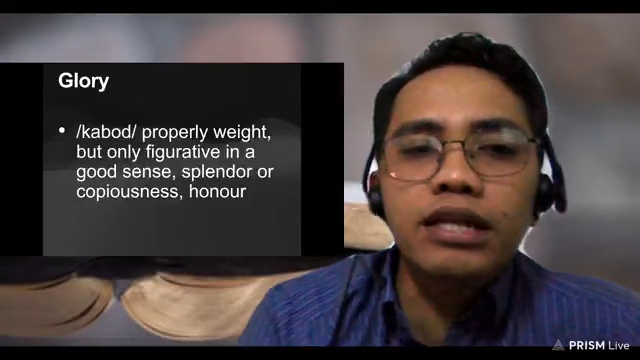 Glory
• /kabod/ properly weight,
but only figurative in a
good sense, splendor or
copiousness, honour
PRISM Live